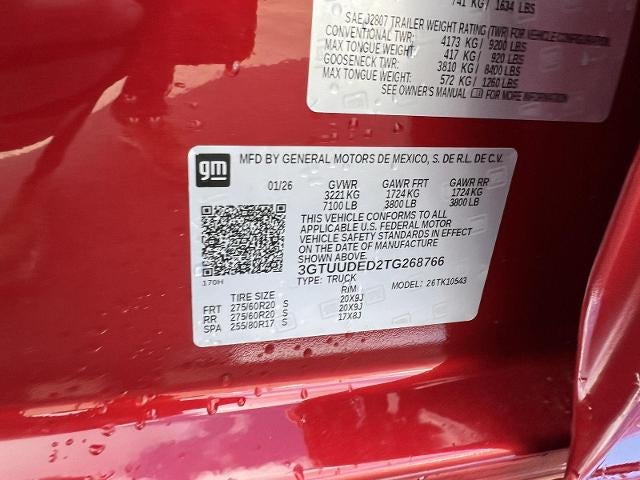 741 KG / 1634 LBS
SAE J2807 TRAILER WEIGHT RATING (TWR) FOR VEHICLE CONFIGURATION
CONVENTIONAL TWR: 4173 KG / 9200 LBS
MAX TONGUE WEIGHT: 417 KG / 920 LBS
GOOSENECK TWR: 3810 KG / 8400 LBS
MAX TONGUE WEIGHT: 572 KG / 1260 LBS
SEE OWNER'S MANUAL FOR MORE INFORMATION
gm MFD BY GENERAL MOTORS DE MEXICO, S. DE R.L. DE C.V.
01/26 GVWR GAWR FRT GAWR RR
3221 KG 1724 KG 1724 KG
7100 LB 3800 LB 3800 LB
THIS VEHICLE CONFORMS TO ALL
APPLICABLE U.S. FEDERAL MOTOR
VEHICLE SAFETY STANDARDS IN EFFECT
ON THE DATE OF MANUFACTURE
3GTUUDED2TG268766
170H TYPE: TRUCK MODEL: 26TK10543
TIRE SIZE RIM
FRT 275/60R20 S 20X9J
RR 275/60R20 S 20X9J
SPA 255/80R17 S 17X8J